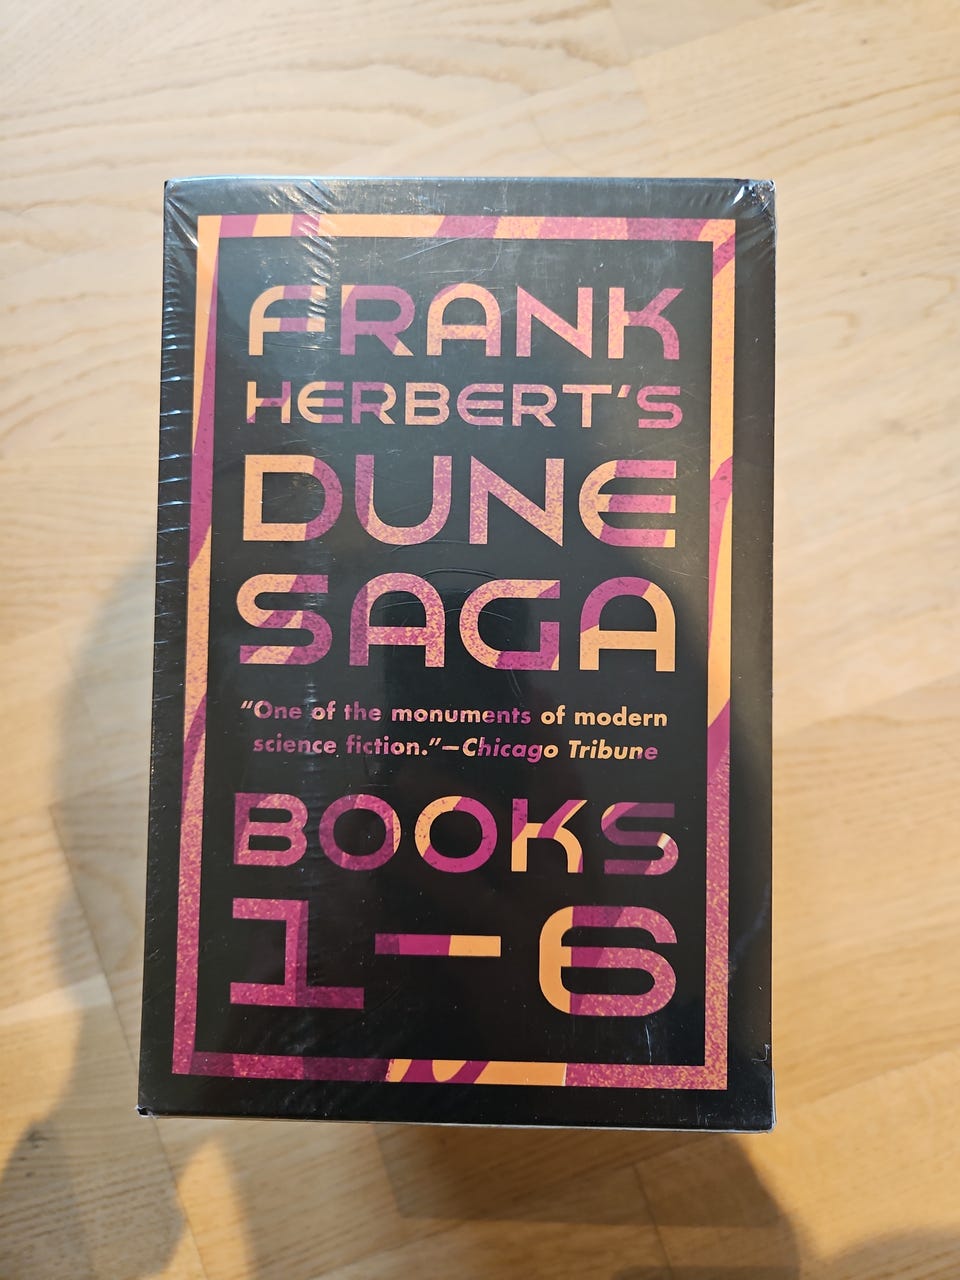 FRANK
HERBERT'S
DUNE
SAGA
“One of the monuments of modern
science fiction.”—Chicago Tribune
BOOKS
1–6